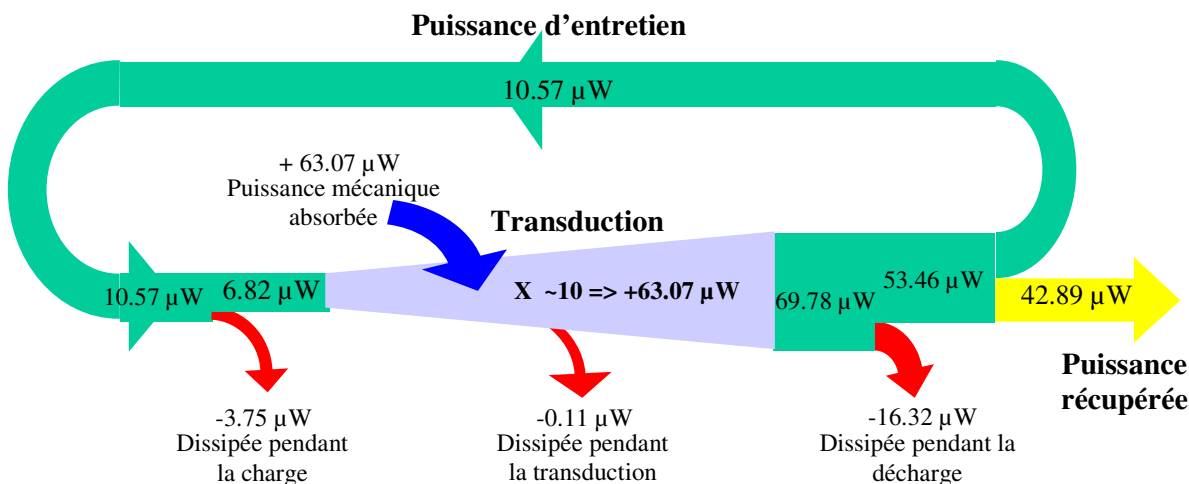 Puissance d'entretien
10.57 µW
+ 63.07 µW
Puissance mécanique
absorbée
Transduction
10.57 µW
6.82 µW
X ~10 => +63.07 µW
69.78 µW
53.46 µW
42.89 µW
Puissance
récupérée
-3.75 µW
Dissipée pendant
la charge
-0.11 µW
Dissipée pendant
la transduction
-16.32 µW
Dissipée pendant la
décharge